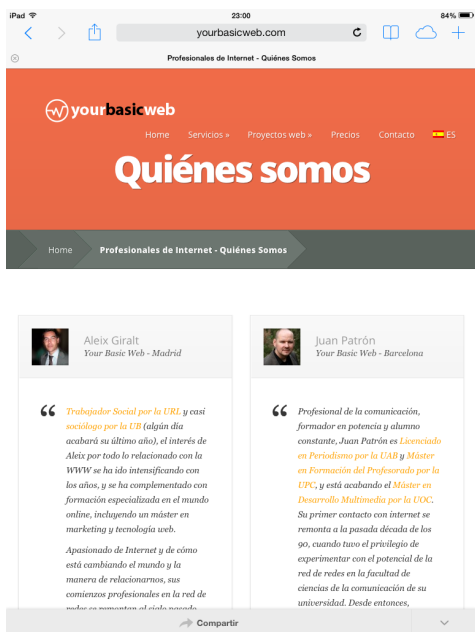 iPad 23:00 84%
yourbasicweb.com
Profesionales de Internet - Quiénes Somos
yourbasicweb
Home Servicios » Proyectos web » Precios Contacto ES
Quiénes somos
Home Profesionales de Internet - Quiénes Somos
Aleix Giralt
Your Basic Web - Madrid
“ Trabajador Social por la URL y casi
sociólogo por la UB (algún día
acabará su último año), el interés de
Aleix por todo lo relacionado con la
WWW se ha ido intensificando con
los años, y se ha complementado con
formación especializada en el mundo
online, incluyendo un máster en
marketing y tecnología web.
Apasionado de Internet y de cómo
está cambiando el mundo y la
manera de relacionarnos, sus
comienzos profesionales en la red de
redes se remontan al siglo pasado
Juan Patrón
Your Basic Web - Barcelona
“ Profesional de la comunicación,
formador en potencia y alumno
constante, Juan Patrón es Licenciado
en Periodismo por la UAB y Máster
en Formación del Profesorado por la
UPC, y está acabando el Máster en
Desarrollo Multimedia por la UOC.
Su primer contacto con internet se
remonta a la pasada década de los
90, cuando tuvo el privilegio de
experimentar con el potencial de la
red de redes en la facultad de
ciencias de la comunicación de su
universidad. Desde entonces,
Compartir